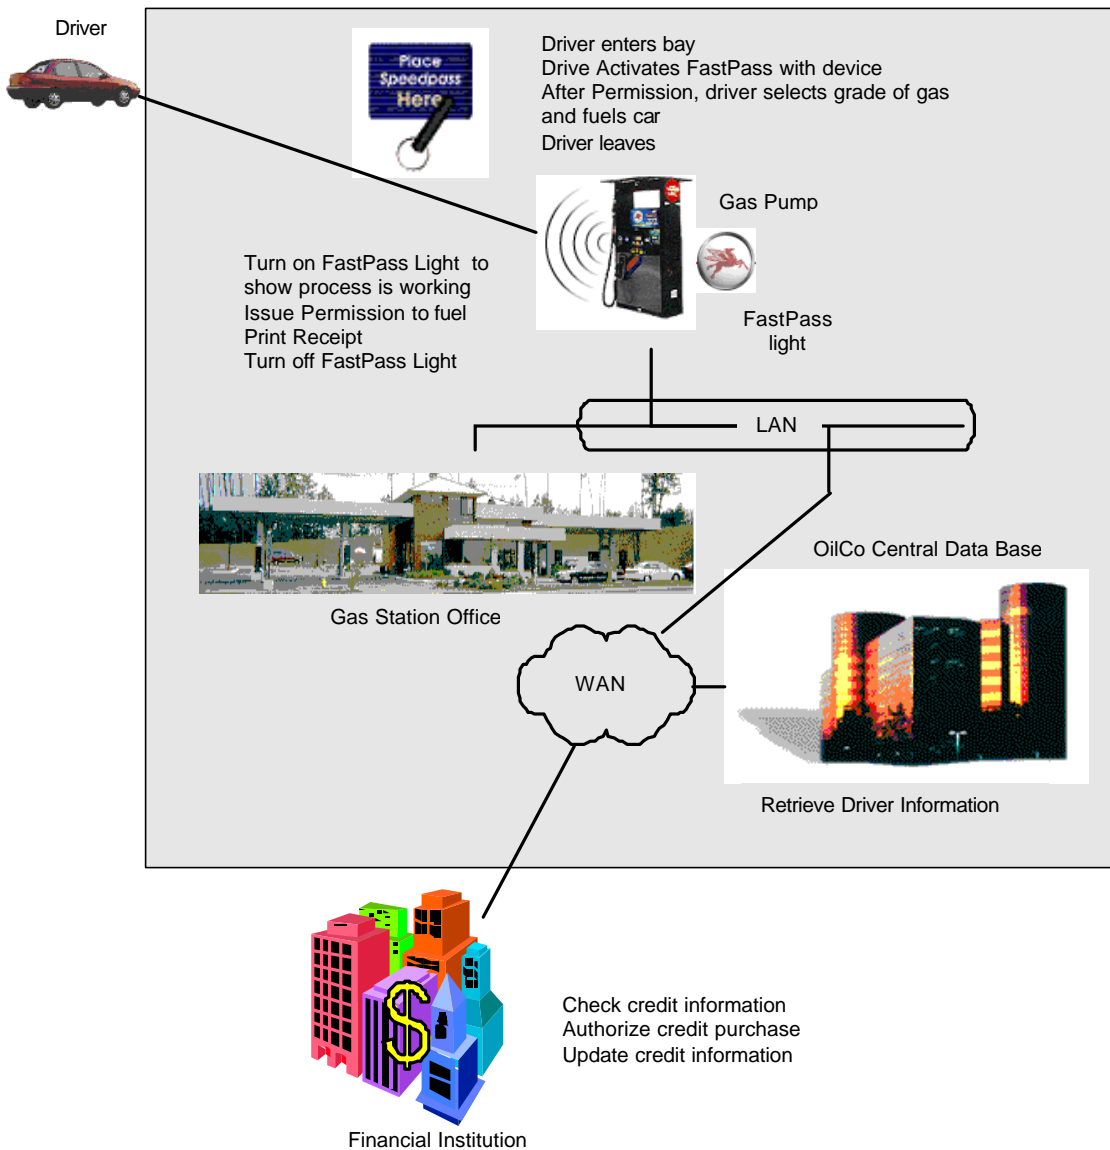 Driver
Place
Speedpass
Here
Driver enters bay
Drive Activates FastPass with device
After Permission, driver selects grade of gas
and fuels car
Driver leaves
Gas Pump
Turn on FastPass Light to
show process is working
Issue Permission to fuel
Print Receipt
Turn off FastPass Light
FastPass
light
LAN
OilCo Central Data Base
Gas Station Office
WAN
Retrieve Driver Information
$
Check credit information
Authorize credit purchase
Update credit information
Financial Institution